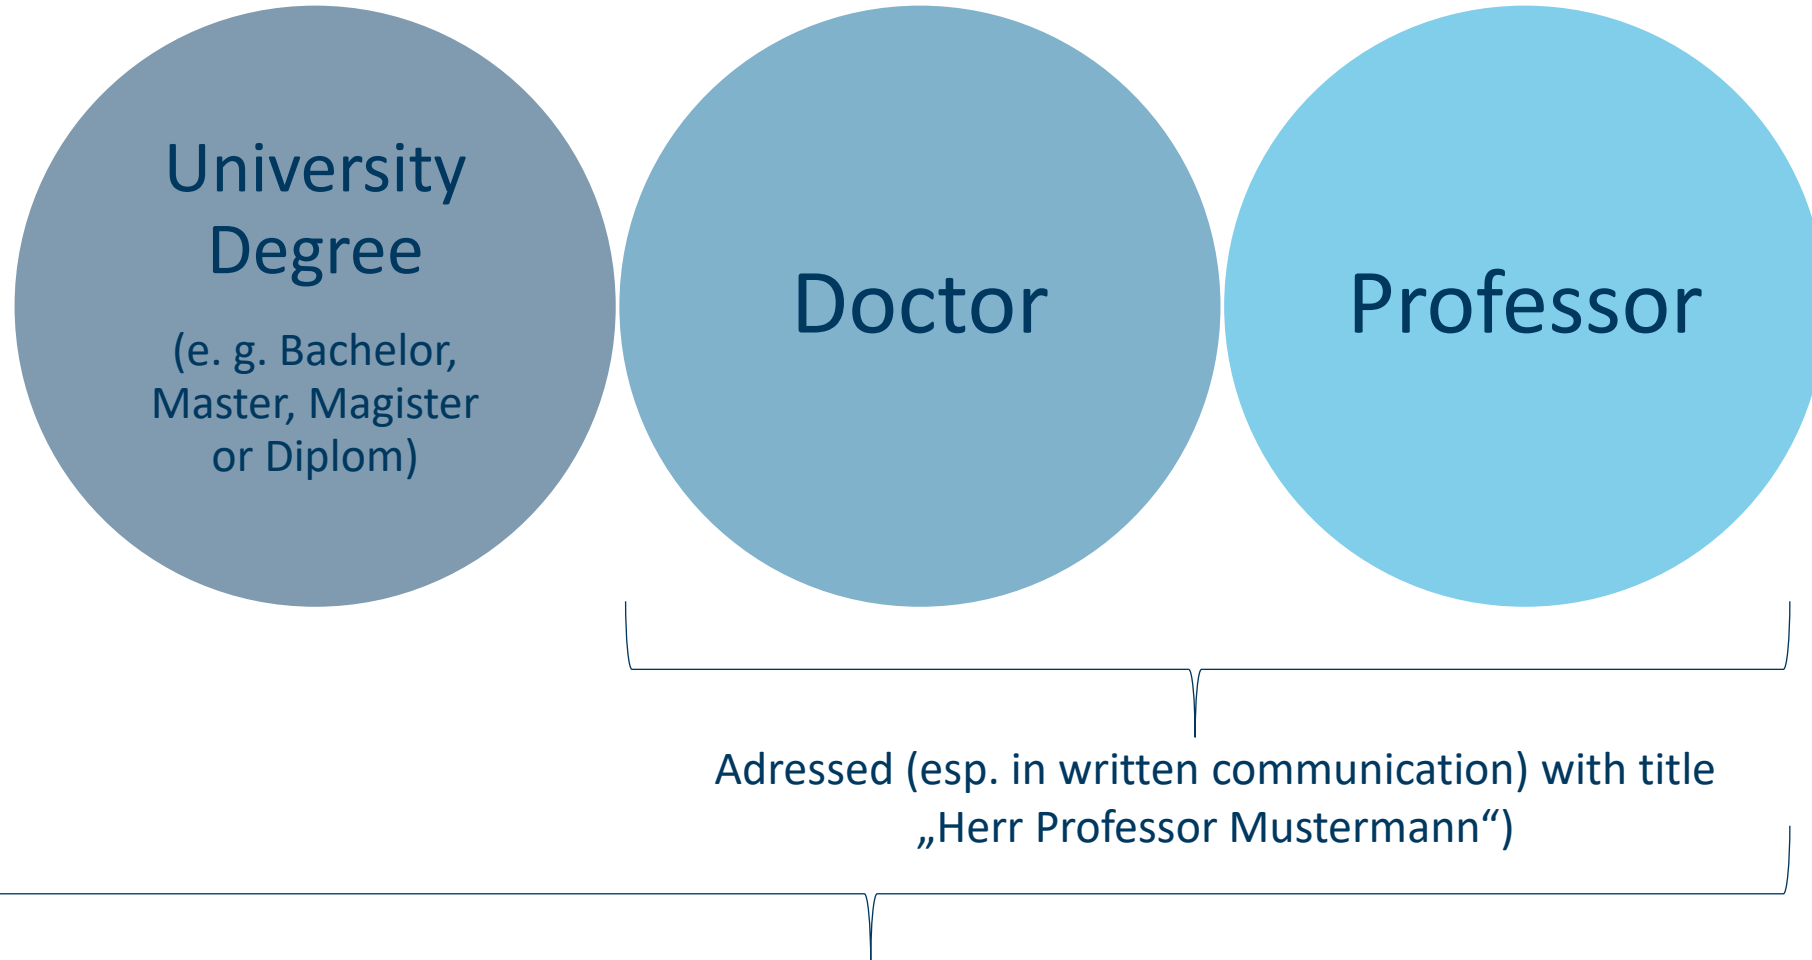 University
Degree
(e. g. Bachelor,
Master, Magister
or Diplom)
Doctor
Professor
Adressed (esp. in written communication) with title
„Herr Professor Mustermann“)